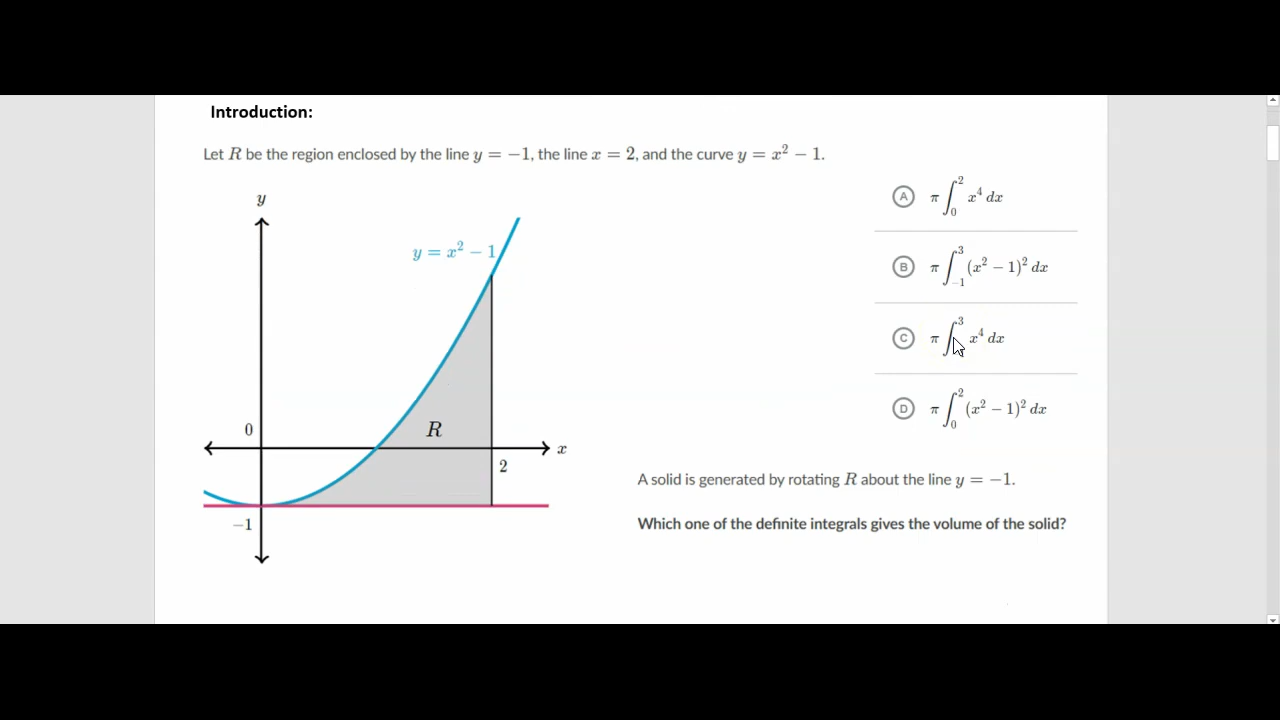 Introduction:
Let R be the region enclosed by the line y = −1, the line x = 2, and the curve y = x² − 1.
y
y = x² − 1
0
R
x
2
−1
A π∫₀² x⁴ dx
B π∫₋₁³ (x² − 1)² dx
C π∫ ³ x⁴ dx
D π∫₀² (x² − 1)² dx
A solid is generated by rotating R about the line y = −1.
Which one of the definite integrals gives the volume of the solid?